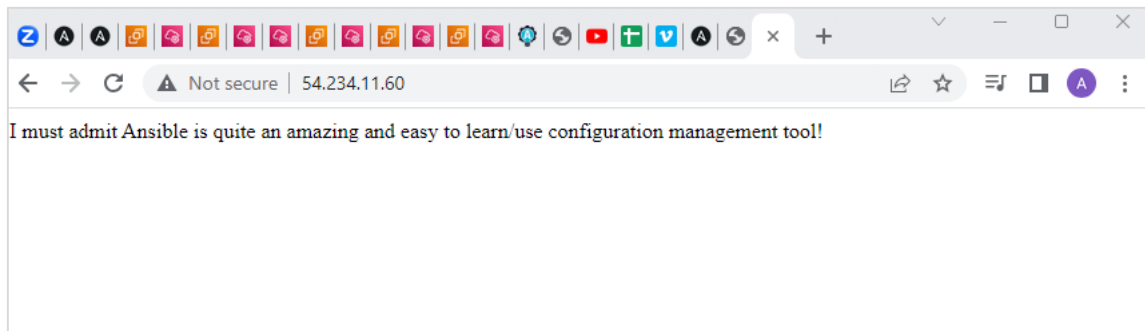 Not secure | 54.234.11.60
A
I must admit Ansible is quite an amazing and easy to learn/use configuration management tool!